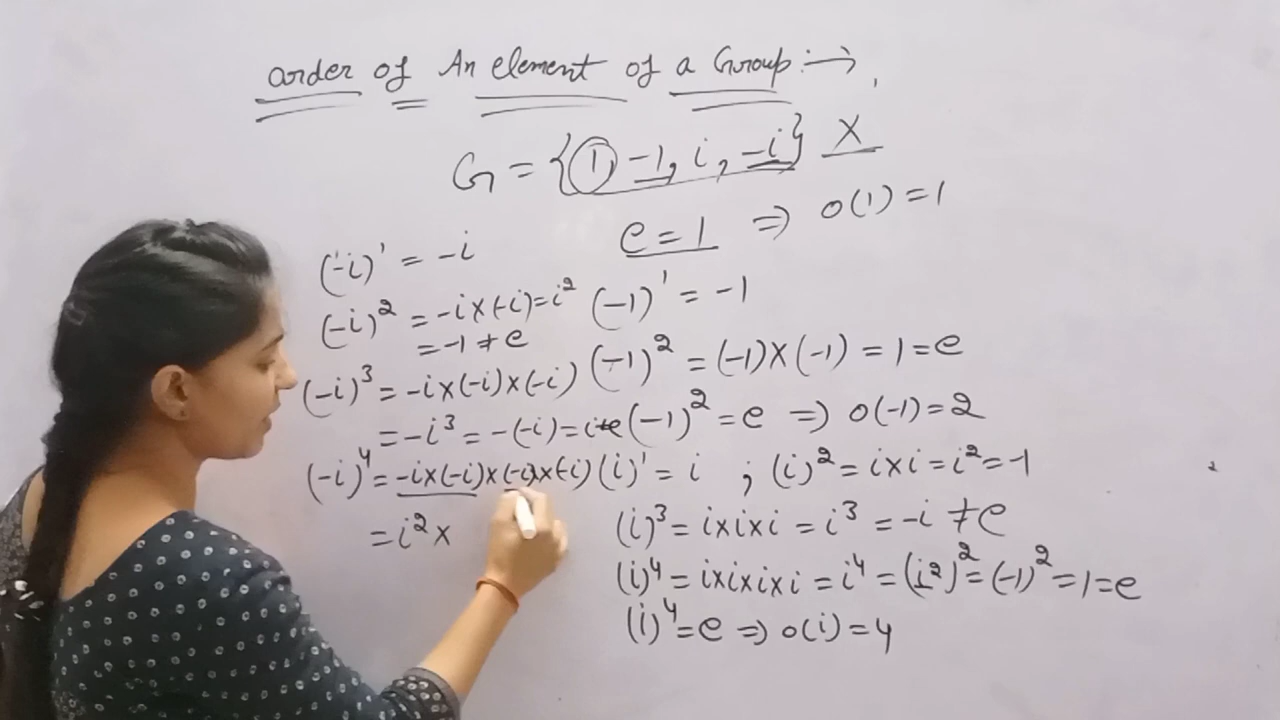 order of An element of a Group :→
G = {1, -1, i, -i} X
e = 1 ⇒ o(1) = 1
(-i)¹ = -i
(-i)² = -i×(-i) = i²
= -1 ≠ e
(-i)³ = -i×(-i)×(-i)
= -i³ = -(-i) = i≠e
(-i)⁴ = -i×(-i)×(-i)×(-i)
= i²×
(-1)¹ = -1
(-1)² = (-1)×(-1) = 1 = e
(-1)² = e ⇒ o(-1) = 2
(i)¹ = i ; (i)² = i×i = i² = -1
(i)³ = i×i×i = i³ = -i ≠ e
(i)⁴ = i×i×i×i = i⁴ = (i²)² = (-1)² = 1 = e
(i)⁴ = e ⇒ o(i) = 4